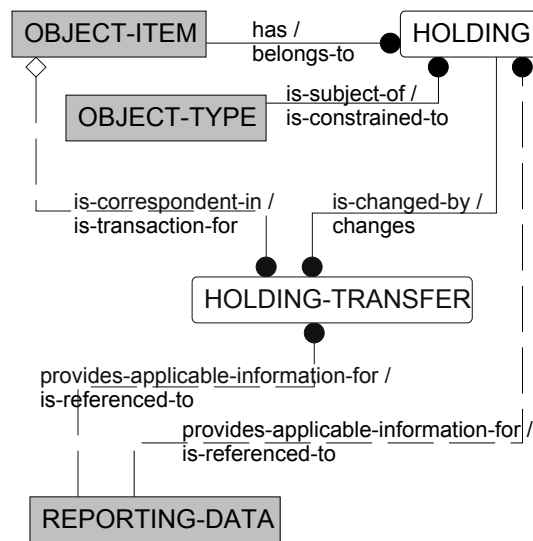 OBJECT-ITEM
has /
belongs-to
HOLDING
OBJECT-TYPE
is-subject-of /
is-constrained-to
is-correspondent-in /
is-transaction-for
is-changed-by /
changes
HOLDING-TRANSFER
provides-applicable-information-for /
is-referenced-to
provides-applicable-information-for /
is-referenced-to
REPORTING-DATA